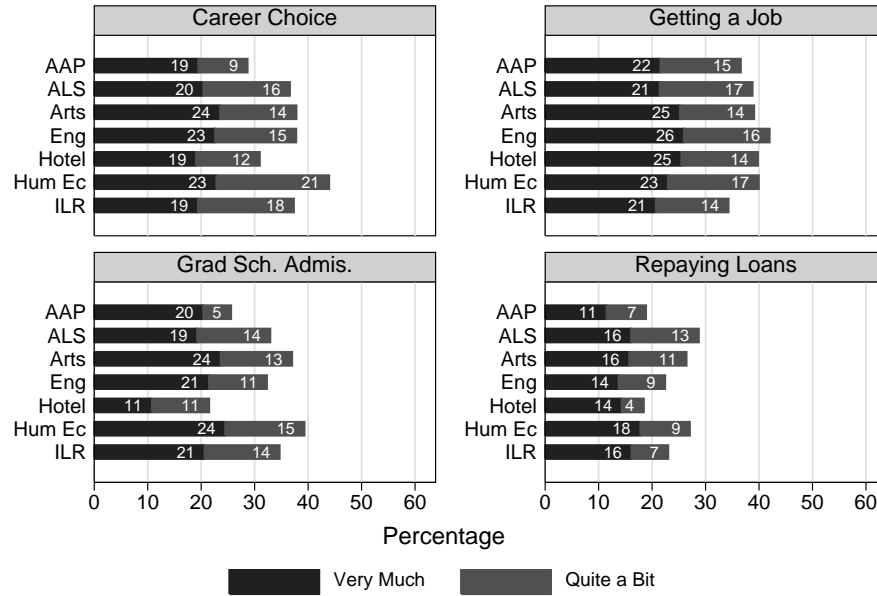 Career Choice
AAP 19 9
ALS 20 16
Arts 24 14
Eng 23 15
Hotel 19 12
Hum Ec 23 21
ILR 19 18
Getting a Job
AAP 22 15
ALS 21 17
Arts 25 14
Eng 26 16
Hotel 25 14
Hum Ec 23 17
ILR 21 14
Grad Sch. Admis.
AAP 20 5
ALS 19 14
Arts 24 13
Eng 21 11
Hotel 11 11
Hum Ec 24 15
ILR 21 14
0 10 20 30 40 50 60
Repaying Loans
AAP 11 7
ALS 16 13
Arts 16 11
Eng 14 9
Hotel 14 4
Hum Ec 18 9
ILR 16 7
0 10 20 30 40 50 60
Percentage
Very Much Quite a Bit